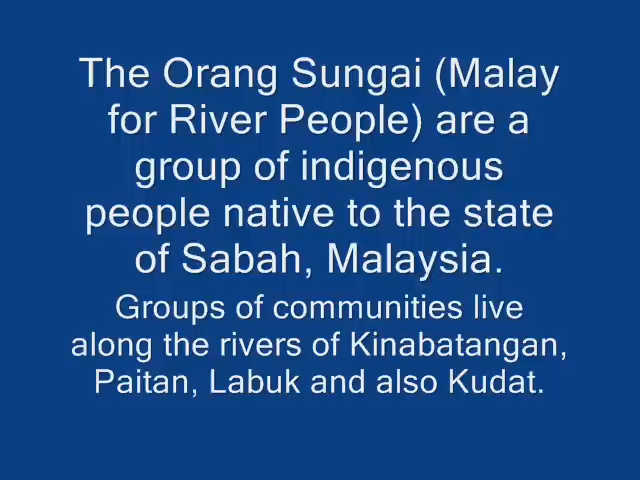 The Orang Sungai (Malay
for River People) are a
group of indigenous
people native to the state
of Sabah, Malaysia.
Groups of communities live
along the rivers of Kinabatangan,
Paitan, Labuk and also Kudat.